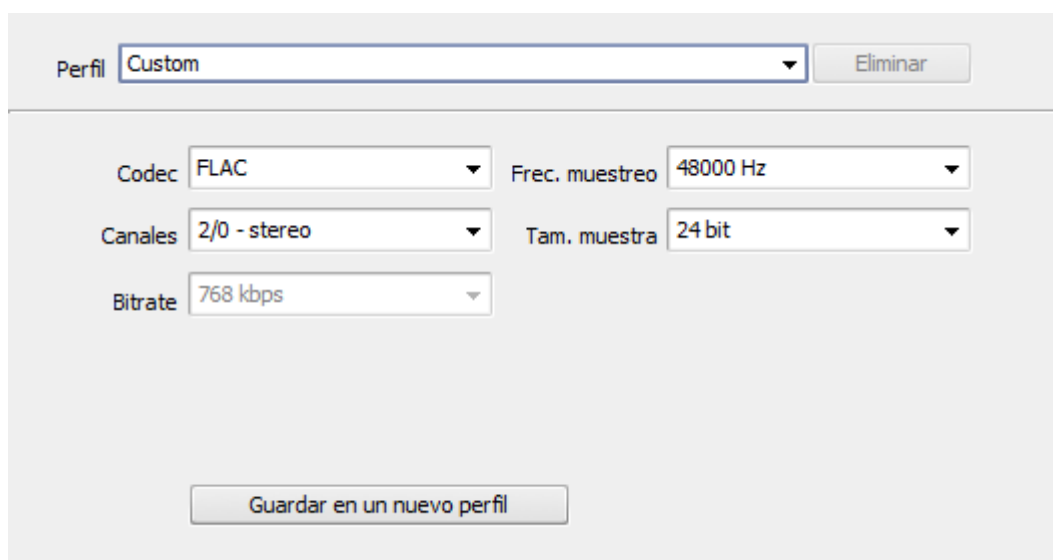 Perfil Custom Eliminar
Codec FLAC Frec. muestreo 48000 Hz
Canales 2/0 - stereo Tam. muestra 24 bit
Bitrate 768 kbps
Guardar en un nuevo perfil